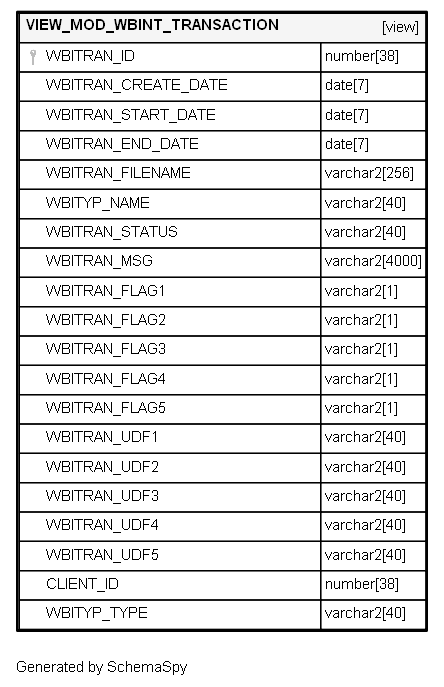 VIEW_MOD_WBINT_TRANSACTION [view]
WBITRAN_ID number[38]
WBITRAN_CREATE_DATE date[7]
WBITRAN_START_DATE date[7]
WBITRAN_END_DATE date[7]
WBITRAN_FILENAME varchar2[256]
WBITYP_NAME varchar2[40]
WBITRAN_STATUS varchar2[40]
WBITRAN_MSG varchar2[4000]
WBITRAN_FLAG1 varchar2[1]
WBITRAN_FLAG2 varchar2[1]
WBITRAN_FLAG3 varchar2[1]
WBITRAN_FLAG4 varchar2[1]
WBITRAN_FLAG5 varchar2[1]
WBITRAN_UDF1 varchar2[40]
WBITRAN_UDF2 varchar2[40]
WBITRAN_UDF3 varchar2[40]
WBITRAN_UDF4 varchar2[40]
WBITRAN_UDF5 varchar2[40]
CLIENT_ID number[38]
WBITYP_TYPE varchar2[40]
Generated by SchemaSpy